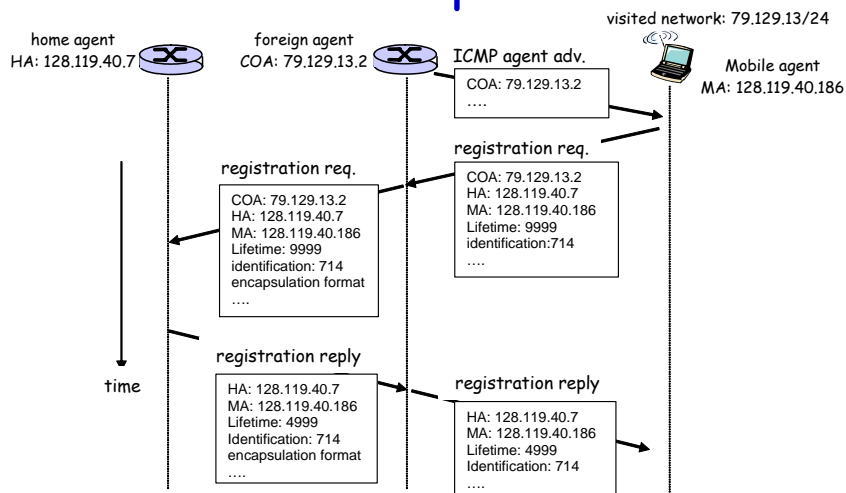 visited network: 79.129.13/24
home agent
HA: 128.119.40.7
foreign agent
COA: 79.129.13.2
ICMP agent adv.
COA: 79.129.13.2
….
Mobile agent
MA: 128.119.40.186
registration req.
COA: 79.129.13.2
HA: 128.119.40.7
MA: 128.119.40.186
Lifetime: 9999
identification:714
….
registration req.
COA: 79.129.13.2
HA: 128.119.40.7
MA: 128.119.40.186
Lifetime: 9999
identification: 714
encapsulation format
….
time
registration reply
HA: 128.119.40.7
MA: 128.119.40.186
Lifetime: 4999
Identification: 714
encapsulation format
….
registration reply
HA: 128.119.40.7
MA: 128.119.40.186
Lifetime: 4999
Identification: 714
….